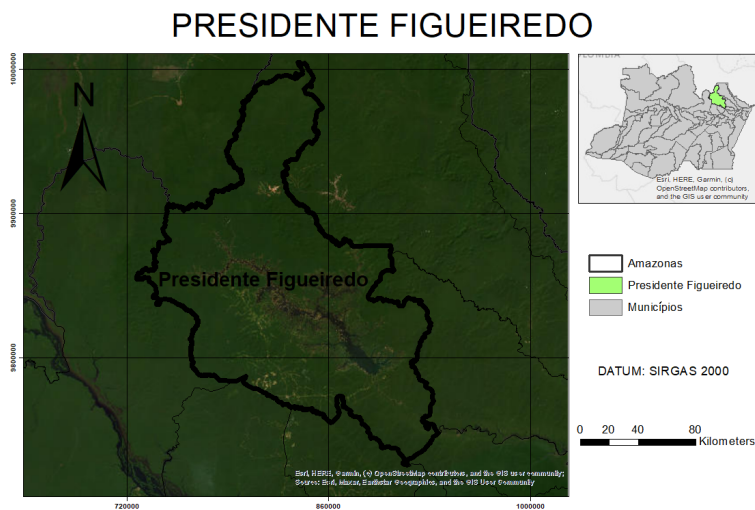 PRESIDENTE FIGUEIREDO
10000000
9900000
9800000
N
Presidente Figueiredo
Esri, HERE, Garmin, (c) OpenStreetMap contributors, and the GIS user community;
Source: Esri, Maxar, Earthstar Geographics, and the GIS User Community
720000
860000
1000000
Esri, HERE, Garmin, (c)
OpenStreetMap contributors,
and the GIS user community
Amazonas
Presidente Figueiredo
Municípios
DATUM: SIRGAS 2000
0 20 40 80
Kilometers